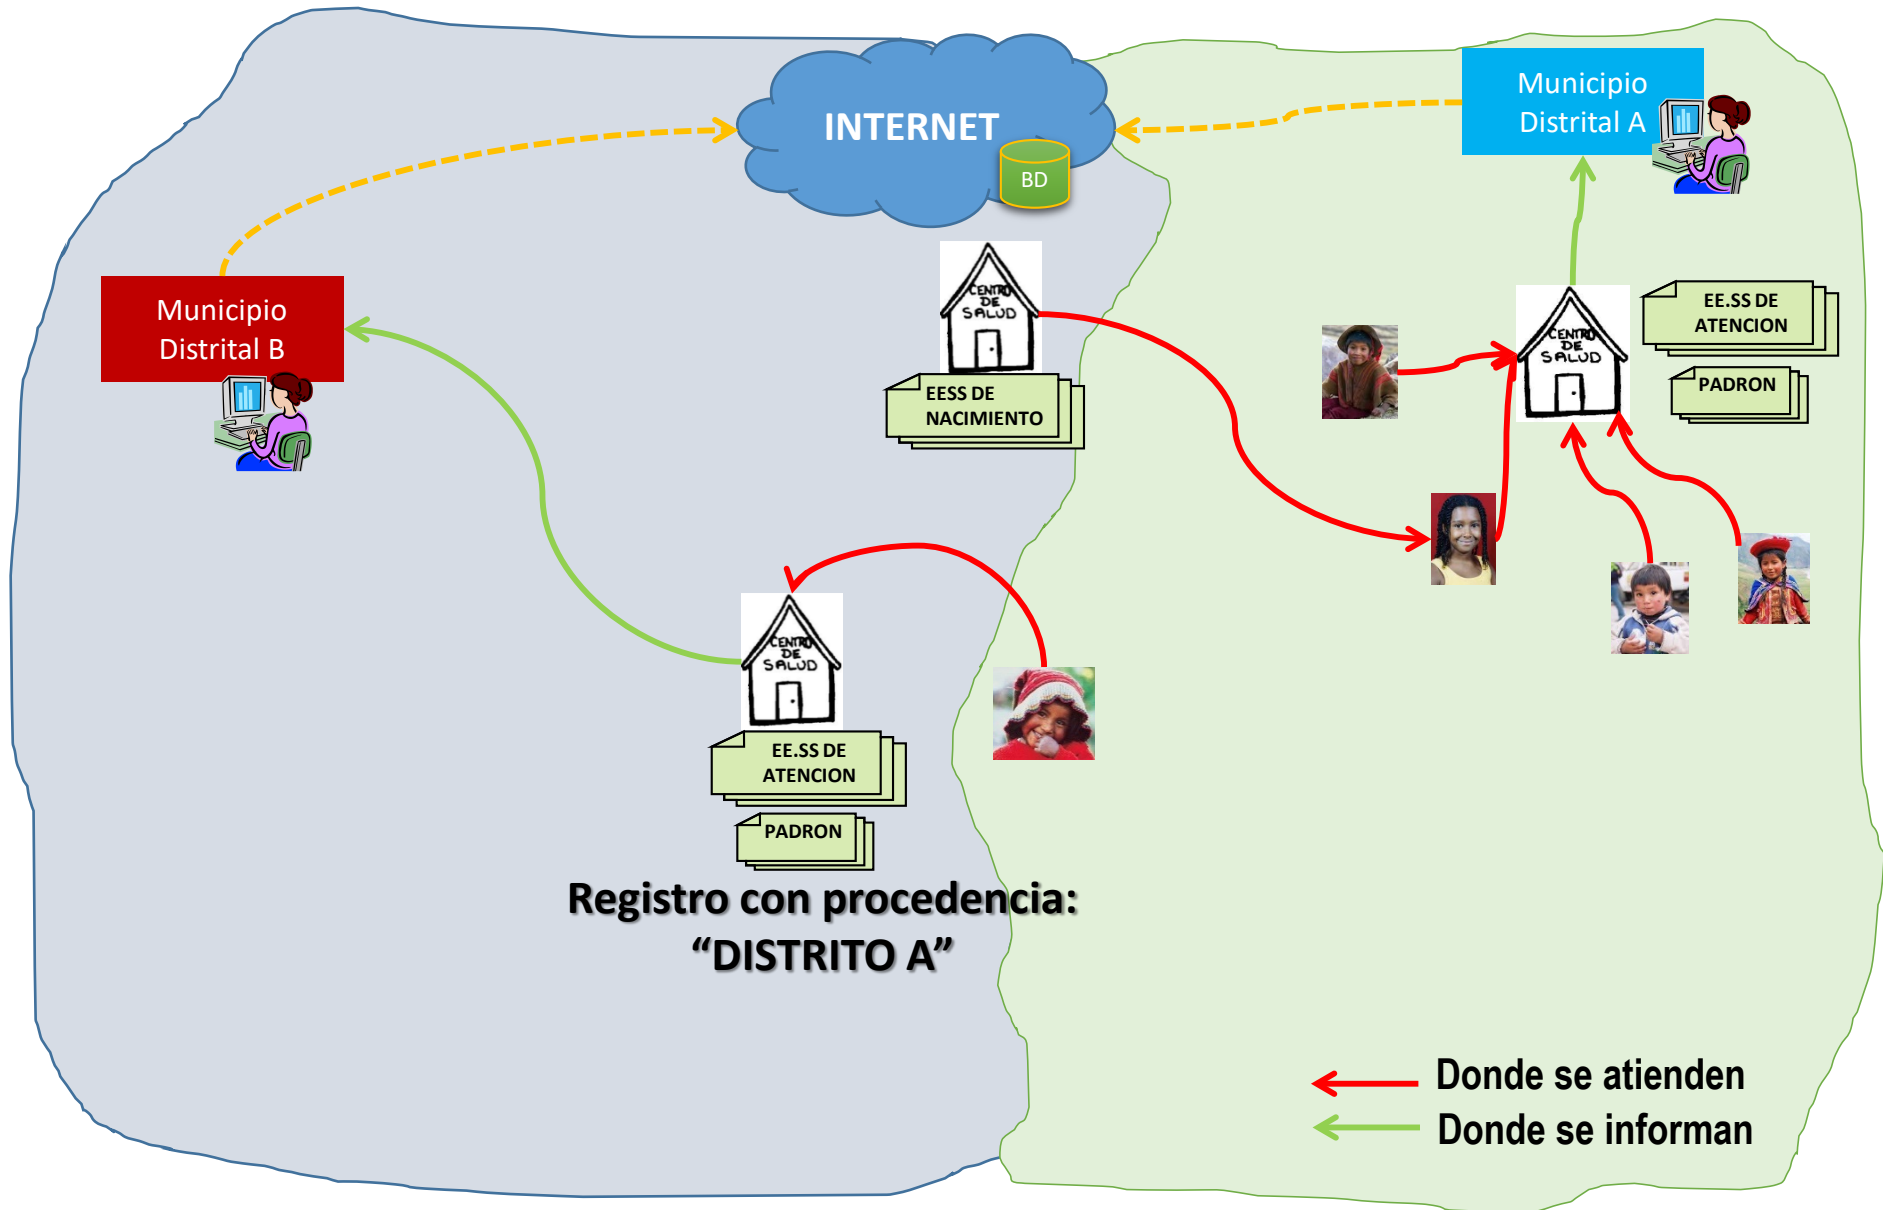 INTERNET
BD
Municipio
Distrital A
Municipio
Distrital B
CENTRO
DE
SALUD
EESS DE
NACIMIENTO
CENTRO
DE
SALUD
EE.SS DE
ATENCION
PADRON
CENTRO
DE
SALUD
EE.SS DE
ATENCION
PADRON
Registro con procedencia:
“DISTRITO A”
Donde se atienden
Donde se informan